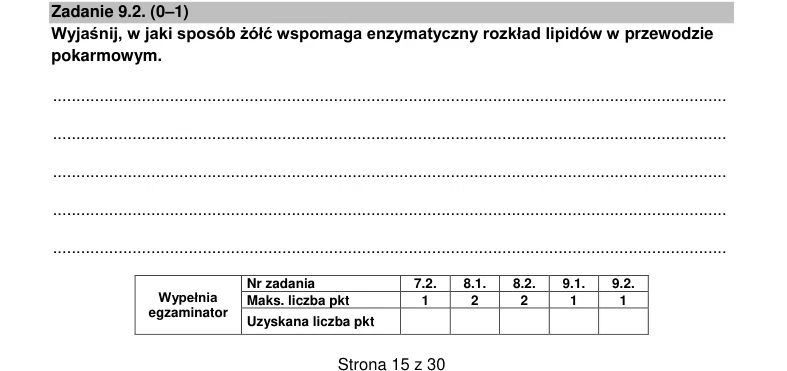 Zadanie 9.2. (0–1)
Wyjaśnij, w jaki sposób żółć wspomaga enzymatyczny rozkład lipidów w przewodzie
pokarmowym.
Wypełnia egzaminator
Nr zadania 7.2. 8.1. 8.2. 9.1. 9.2.
Maks. liczba pkt 1 2 2 1 1
Uzyskana liczba pkt
Strona 15 z 30